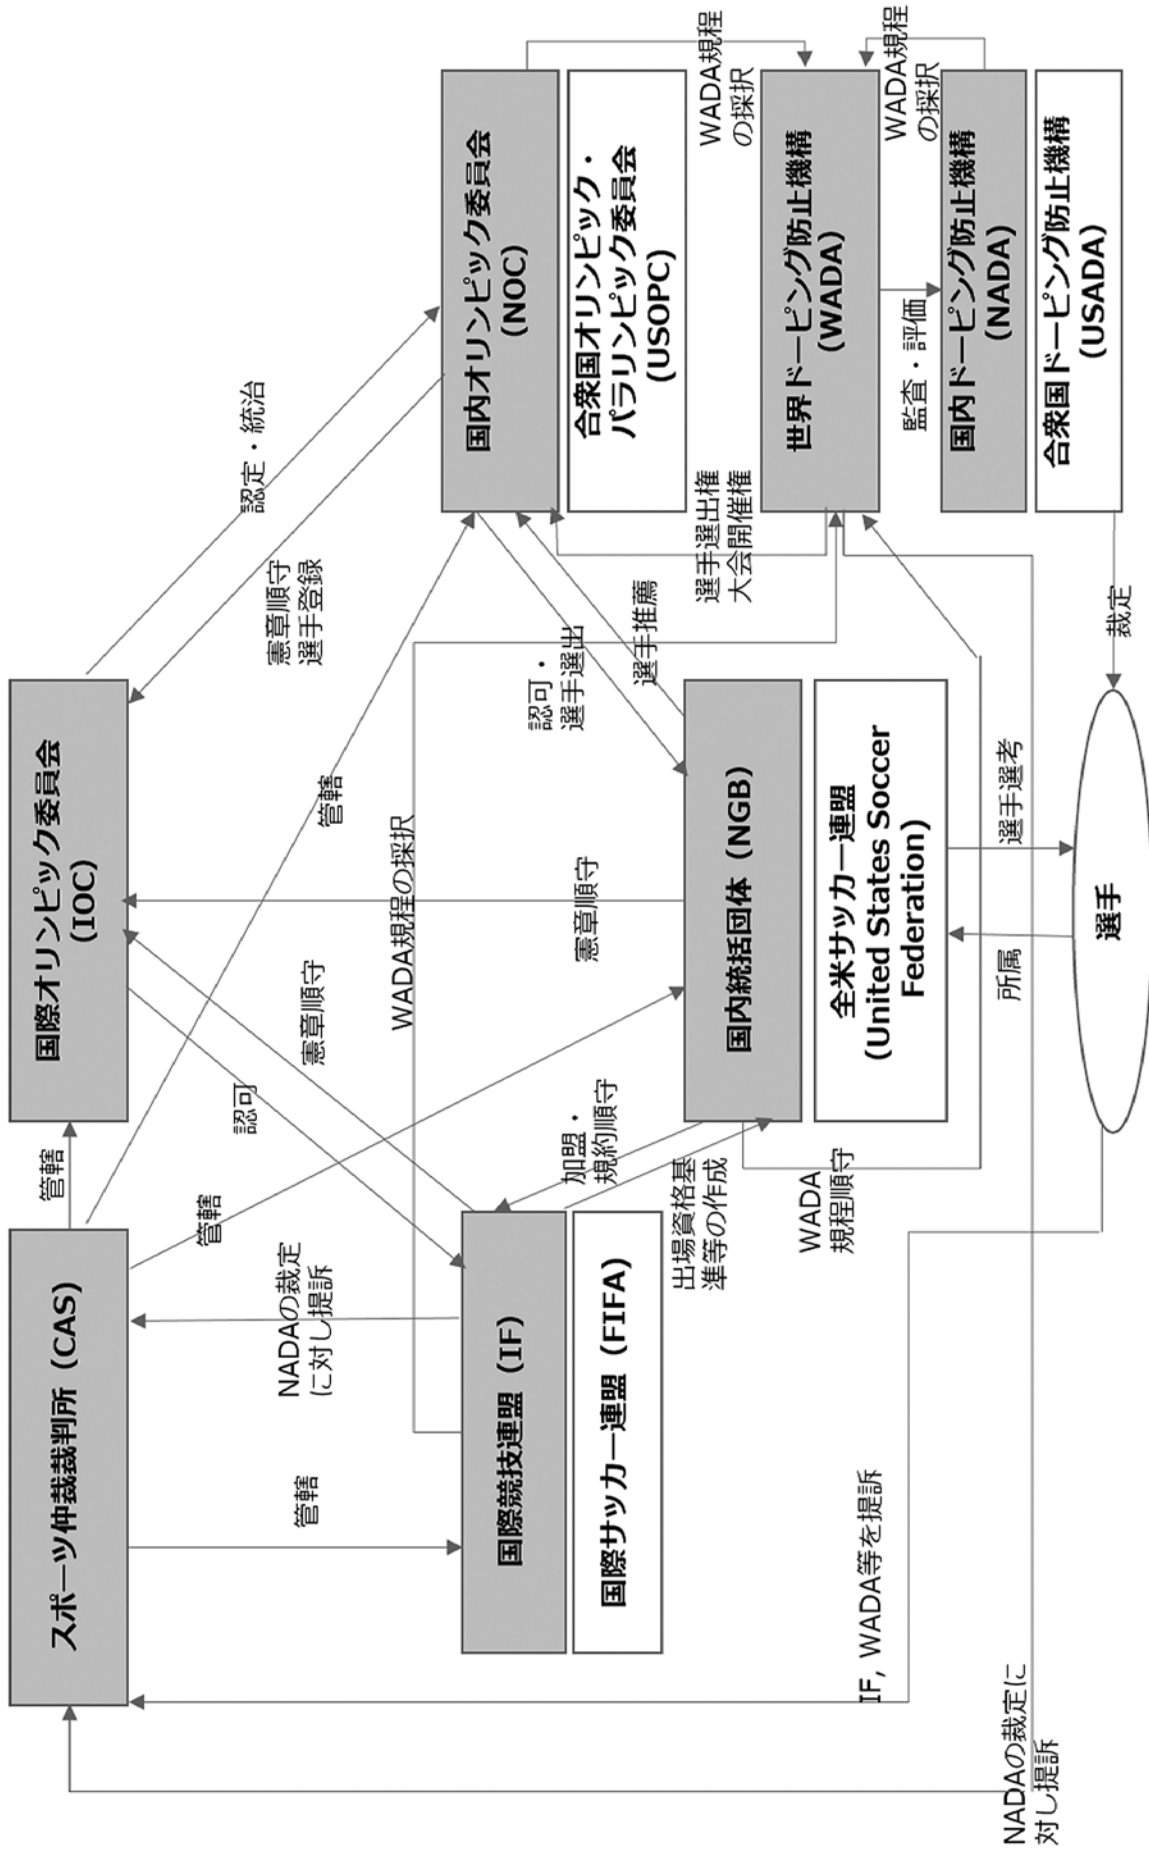 スポーツ仲裁裁判所（CAS）
管轄
国際オリンピック委員会
(IOC)
認定・統治
憲章順守
選手登録
管轄
認可
憲章順守
管轄
NADAの裁定
に対し提訴
管轄
WADA規程の採択
国内オリンピック委員会
(NOC)
合衆国オリンピック・
パラリンピック委員会
(USOPC)
WADA規程
の採択
国際競技連盟（IF）
国際サッカー連盟（FIFA）
加盟・
規約順守
出場資格基
準等の作成
憲章順守
認可・
選手選出
選手推薦
選手選出権
大会開催権
国内統括団体（NGB）
全米サッカー連盟
(United States Soccer
Federation)
世界ドーピング防止機構
(WADA)
監査・評価
WADA規程
の採択
国内ドーピング防止機構
(NADA)
合衆国ドーピング防止機構
(USADA)
WADA
規程順守
IF, WADA等を提訴
所属
選手選考
裁定
選手
NADAの裁定に
対し提訴